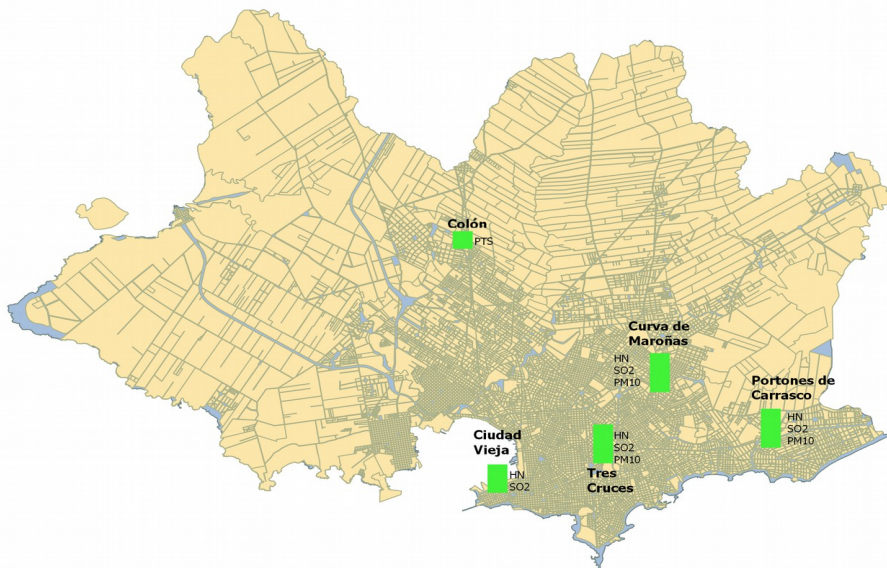 Colón
PTS
Curva de
Maroñas
HN
SO2
PM10
Portones de
Carrasco
HN
SO2
PM10
Ciudad
Vieja
HN
SO2
HN
SO2
PM10
Tres
Cruces